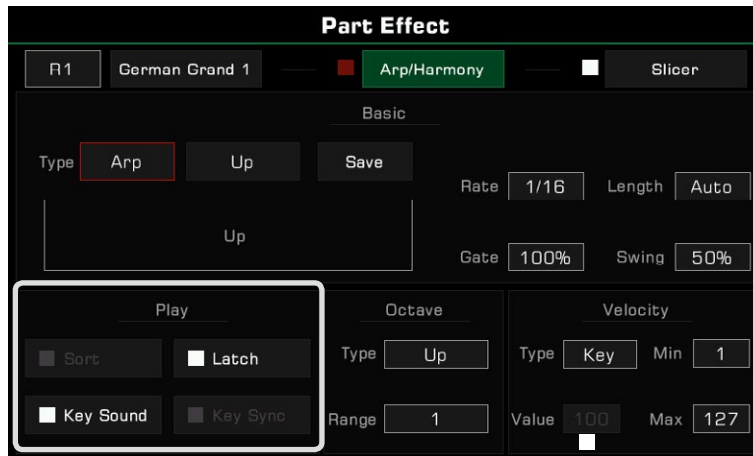 Part Effect
R1 German Grand 1 Arp/Harmony Slicer
Basic
Type Arp Up Save
Rate 1/16 Length Auto
Up
Gate 100% Swing 50%
Play Octave Velocity
Sort Latch Type Up Type Key Min 1
Key Sound Key Sync Range 1 Value 100 Max 127